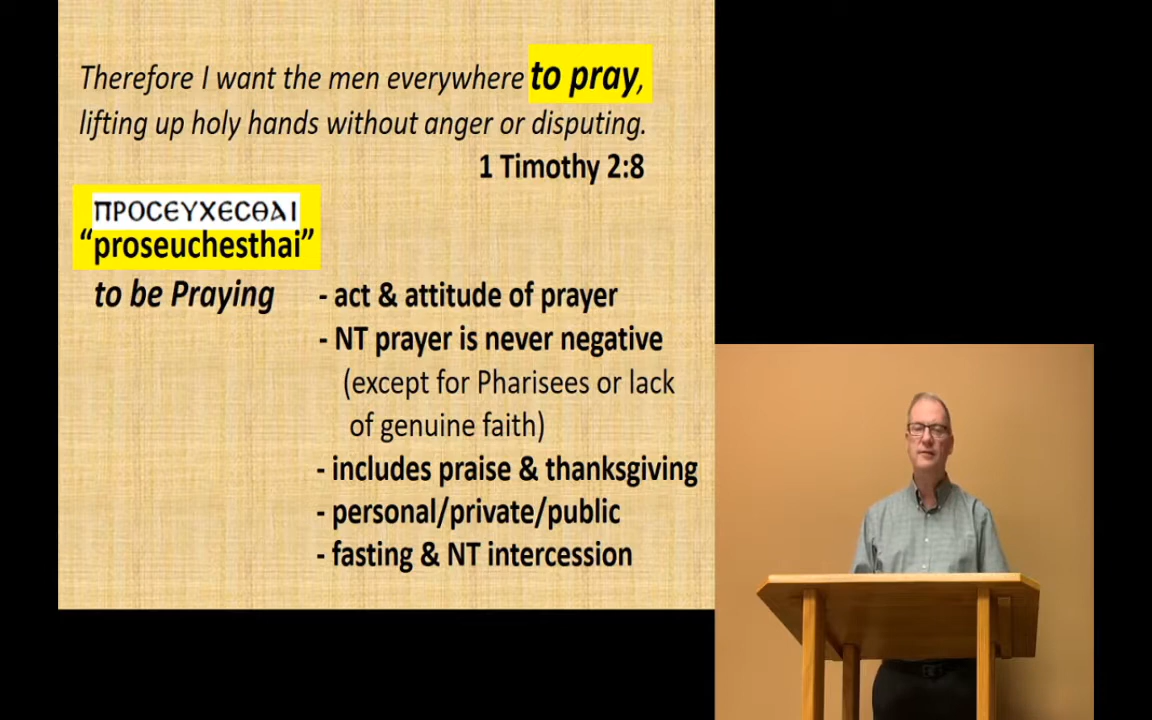 Therefore I want the men everywhere to pray,
lifting up holy hands without anger or disputing.
1 Timothy 2:8
ΠΡΟϹΕΥΧΕϹΘΑΙ
“proseuchesthai”
to be Praying
- act & attitude of prayer
- NT prayer is never negative
(except for Pharisees or lack
of genuine faith)
- includes praise & thanksgiving
- personal/private/public
- fasting & NT intercession